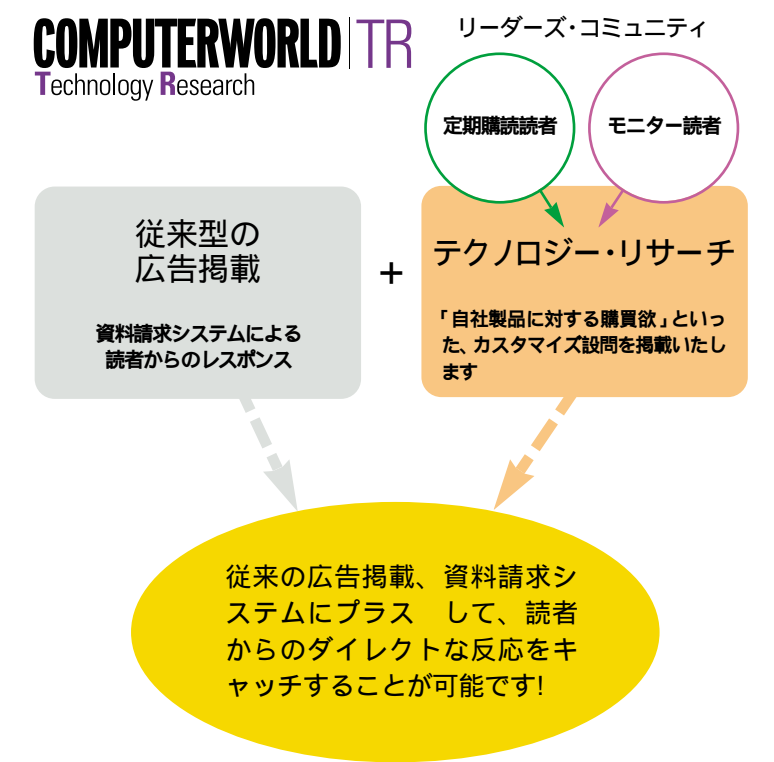 COMPUTERWORLD TR
Technology Research
リーダーズ・コミュニティ
定期購読読者
モニター読者
従来型の
広告掲載
資料請求システムによる
読者からのレスポンス
+
テクノロジー・リサーチ
「自社製品に対する購買欲」といっ
た、カスタマイズ設問を掲載いたし
ます
従来の広告掲載、資料請求シ
ステムにプラス　して、読者
からのダイレクトな反応をキ
ャッチすることが可能です!